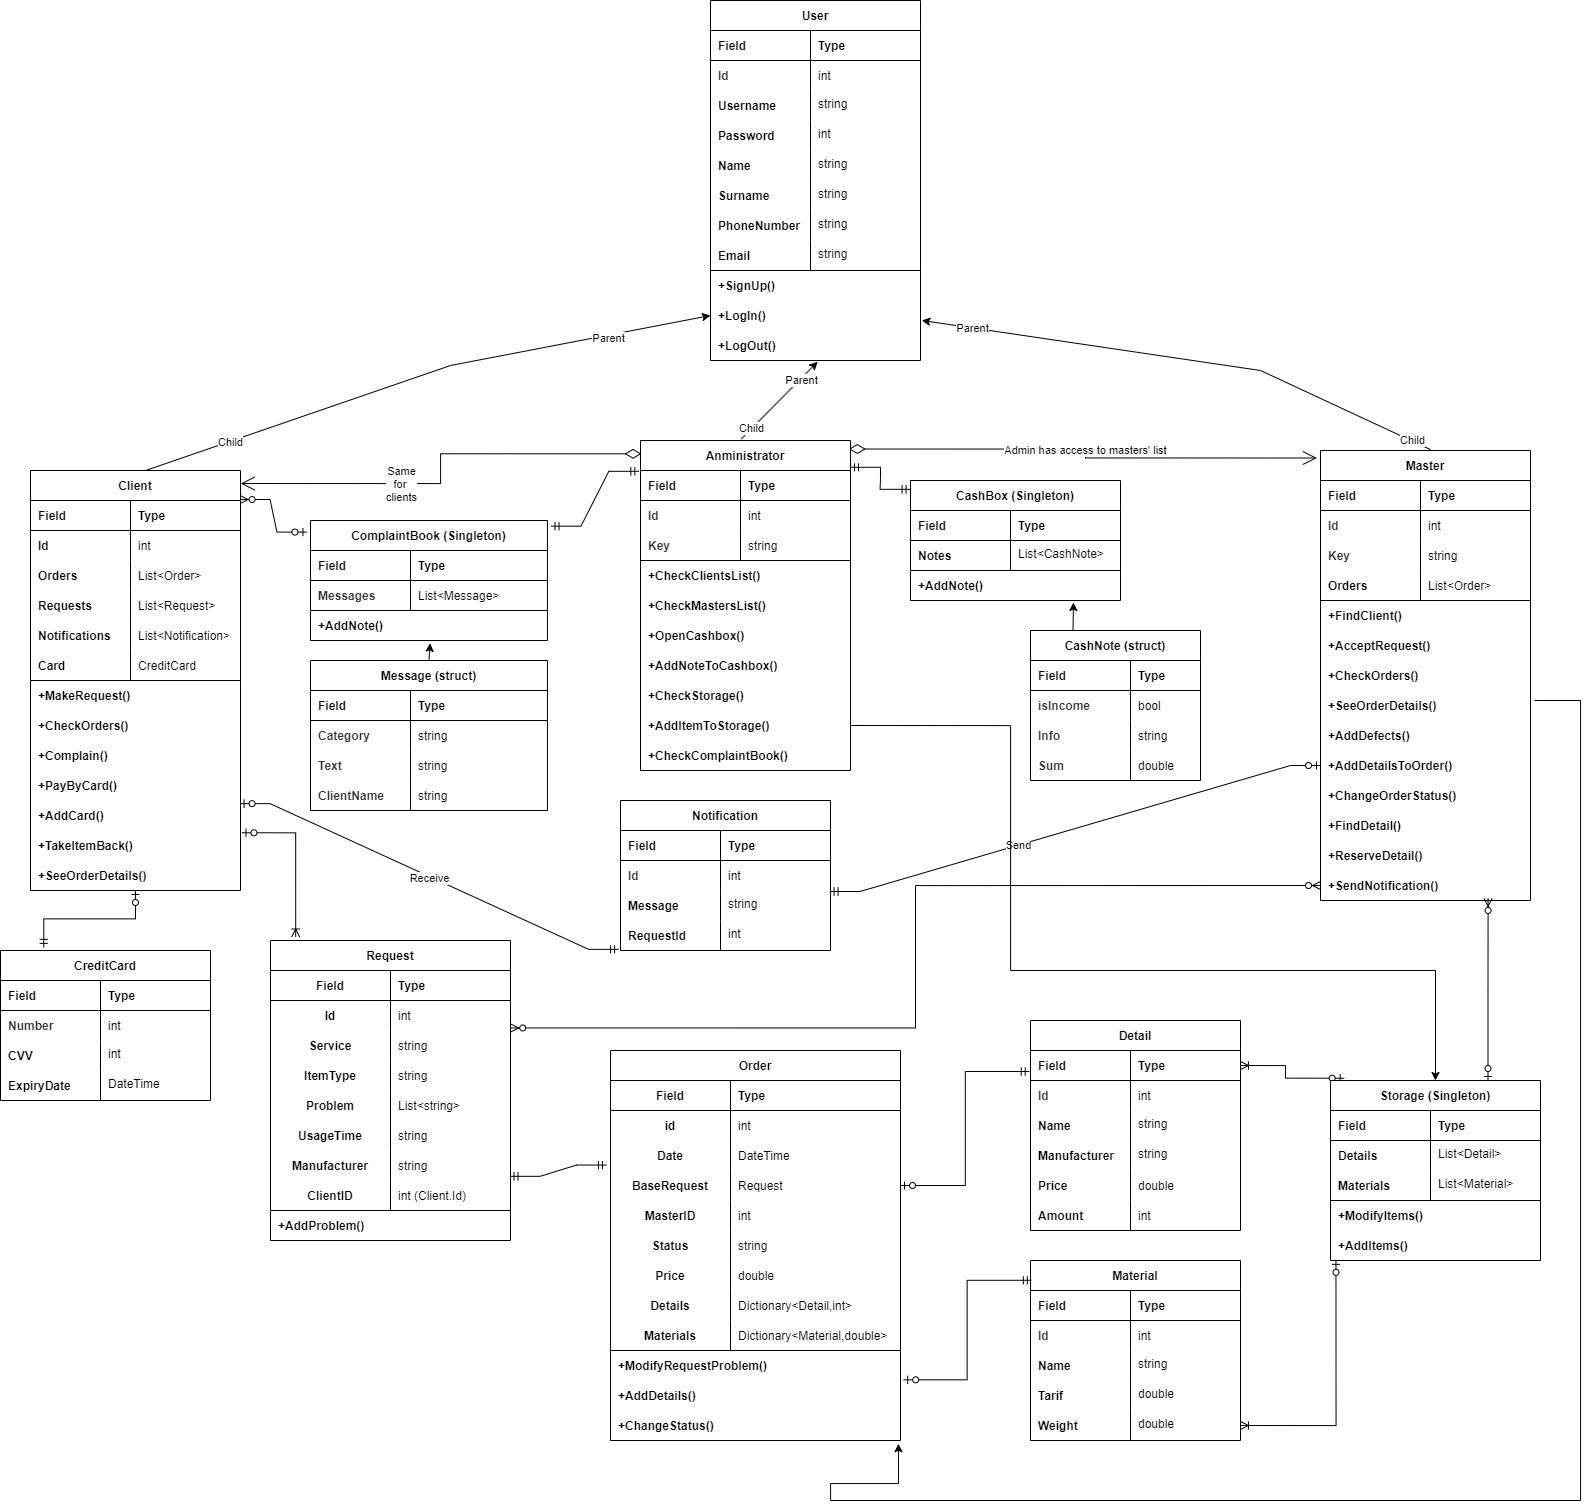 User
Field Type
Id int
Username string
Password int
Name string
Surname string
PhoneNumber string
Email string
+SignUp()
+LogIn()
+LogOut()
Parent
Parent
Parent
Child
Child
Child
Same
for
clients
Admin has access to masters' list
Client
Field Type
Id int
Orders List<Order>
Requests List<Request>
Notifications List<Notification>
Card CreditCard
+MakeRequest()
+CheckOrders()
+Complain()
+PayByCard()
+AddCard()
+TakeItemBack()
+SeeOrderDetails()
ComplaintBook (Singleton)
Field Type
Messages List<Message>
+AddNote()
Message (struct)
Field Type
Category string
Text string
ClientName string
Anministrator
Field Type
Id int
Key string
+CheckClientsList()
+CheckMastersList()
+OpenCashbox()
+AddNoteToCashbox()
+CheckStorage()
+AddItemToStorage()
+CheckComplaintBook()
CashBox (Singleton)
Field Type
Notes List<CashNote>
+AddNote()
CashNote (struct)
Field Type
isIncome bool
Info string
Sum double
Master
Field Type
Id int
Key string
Orders List<Order>
+FindClient()
+AcceptRequest()
+CheckOrders()
+SeeOrderDetails()
+AddDefects()
+AddDetailsToOrder()
+ChangeOrderStatus()
+FindDetail()
+ReserveDetail()
+SendNotification()
Receive
Send
Notification
Field Type
Id int
Message string
RequestId int
CreditCard
Field Type
Number int
CVV int
ExpiryDate DateTime
Request
Field Type
Id int
Service string
ItemType string
Problem List<string>
UsageTime string
Manufacturer string
ClientID int (Client.Id)
+AddProblem()
Order
Field Type
id int
Date DateTime
BaseRequest Request
MasterID int
Status string
Price double
Details Dictionary<Detail,int>
Materials Dictionary<Material,double>
+ModifyRequestProblem()
+AddDetails()
+ChangeStatus()
Detail
Field Type
Id int
Name string
Manufacturer string
Price double
Amount int
Material
Field Type
Id int
Name string
Tarif double
Weight double
Storage (Singleton)
Field Type
Details List<Detail>
Materials List<Material>
+ModifyItems()
+AddItems()